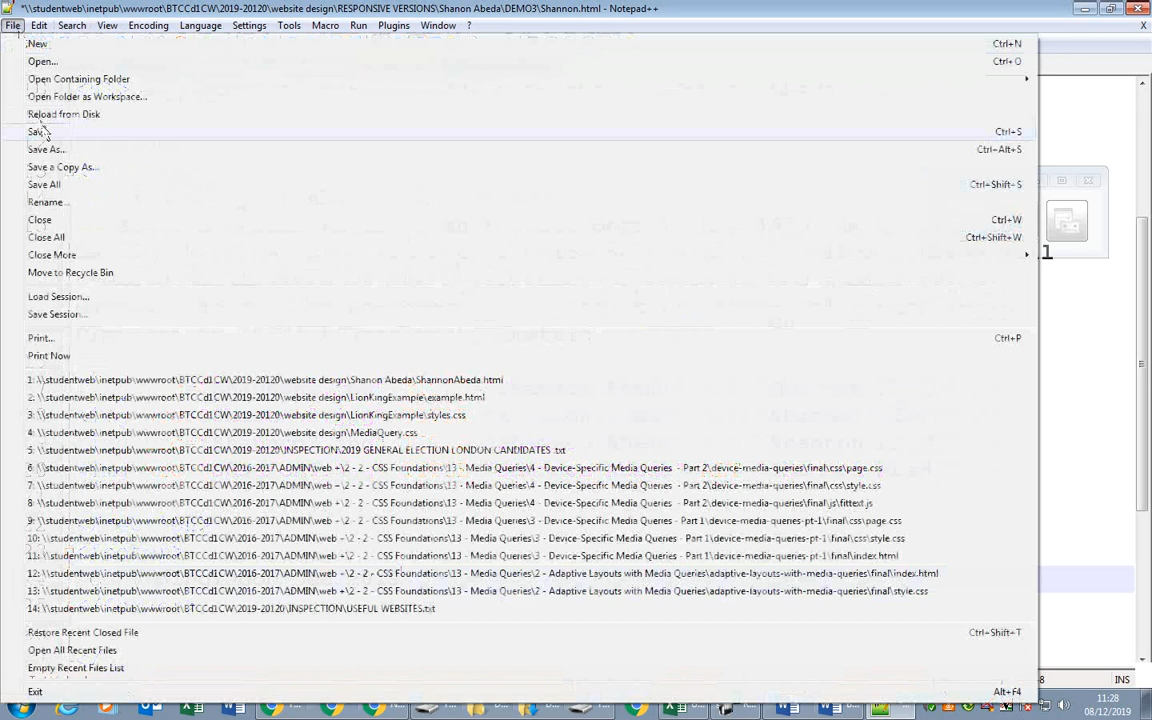 *\\studentweb\inetpub\wwwroot\BTCCd1CW\2019-20120\website design\RESPONSIVE VERSIONS\Shanon Abeda\DEMO3\Shannon.html - Notepad++
File Edit Search View Encoding Language Settings Tools Macro Run Plugins Window ? X
New Ctrl+N
Open... Ctrl+O
Open Containing Folder
Open Folder as Workspace...
Reload from Disk
Save Ctrl+S
Save As... Ctrl+Alt+S
Save a Copy As...
Save All Ctrl+Shift+S
Rename...
Close Ctrl+W
Close All Ctrl+Shift+W
Close More
Move to Recycle Bin
Load Session...
Save Session...
Print... Ctrl+P
Print Now
1: \\studentweb\inetpub\wwwroot\BTCCd1CW\2019-20120\website design\Shanon Abeda\ShannonAbeda.html
2: \\studentweb\inetpub\wwwroot\BTCCd1CW\2019-20120\website design\LionKingExample\example.html
3: \\studentweb\inetpub\wwwroot\BTCCd1CW\2019-20120\website design\LionKingExample\styles.css
4: \\studentweb\inetpub\wwwroot\BTCCd1CW\2019-20120\website design\MediaQuery.css
5: \\studentweb\inetpub\wwwroot\BTCCd1CW\2019-20120\INSPECTION\2019 GENERAL ELECTION LONDON CANDIDATES .txt
6: \\studentweb\inetpub\wwwroot\BTCCd1CW\2016-2017\ADMIN\web +\2 - 2 - CSS Foundations\13 - Media Queries\4 - Device-Specific Media Queries - Part 2\device-media-queries\final\css\page.css
7: \\studentweb\inetpub\wwwroot\BTCCd1CW\2016-2017\ADMIN\web +\2 - 2 - CSS Foundations\13 - Media Queries\4 - Device-Specific Media Queries - Part 2\device-media-queries\final\css\style.css
8: \\studentweb\inetpub\wwwroot\BTCCd1CW\2016-2017\ADMIN\web +\2 - 2 - CSS Foundations\13 - Media Queries\4 - Device-Specific Media Queries - Part 2\device-media-queries\final\js\fittext.js
9: \\studentweb\inetpub\wwwroot\BTCCd1CW\2016-2017\ADMIN\web +\2 - 2 - CSS Foundations\13 - Media Queries\3 - Device-Specific Media Queries - Part 1\device-media-queries-pt-1\final\css\page.css
10: \\studentweb\inetpub\wwwroot\BTCCd1CW\2016-2017\ADMIN\web +\2 - 2 - CSS Foundations\13 - Media Queries\3 - Device-Specific Media Queries - Part 1\device-media-queries-pt-1\final\css\style.css
11: \\studentweb\inetpub\wwwroot\BTCCd1CW\2016-2017\ADMIN\web +\2 - 2 - CSS Foundations\13 - Media Queries\3 - Device-Specific Media Queries - Part 1\device-media-queries-pt-1\final\index.html
12: \\studentweb\inetpub\wwwroot\BTCCd1CW\2016-2017\ADMIN\web +\2 - 2 - CSS Foundations\13 - Media Queries\2 - Adaptive Layouts with Media Queries\adaptive-layouts-with-media-queries\final\index.html
13: \\studentweb\inetpub\wwwroot\BTCCd1CW\2016-2017\ADMIN\web +\2 - 2 - CSS Foundations\13 - Media Queries\2 - Adaptive Layouts with Media Queries\adaptive-layouts-with-media-queries\final\style.css
14: \\studentweb\inetpub\wwwroot\BTCCd1CW\2019-20120\INSPECTION\USEFUL WEBSITES.txt
Restore Recent Closed File Ctrl+Shift+T
Open All Recent Files
Empty Recent Files List
Exit Alt+F4
INS
11:28
08/12/2019